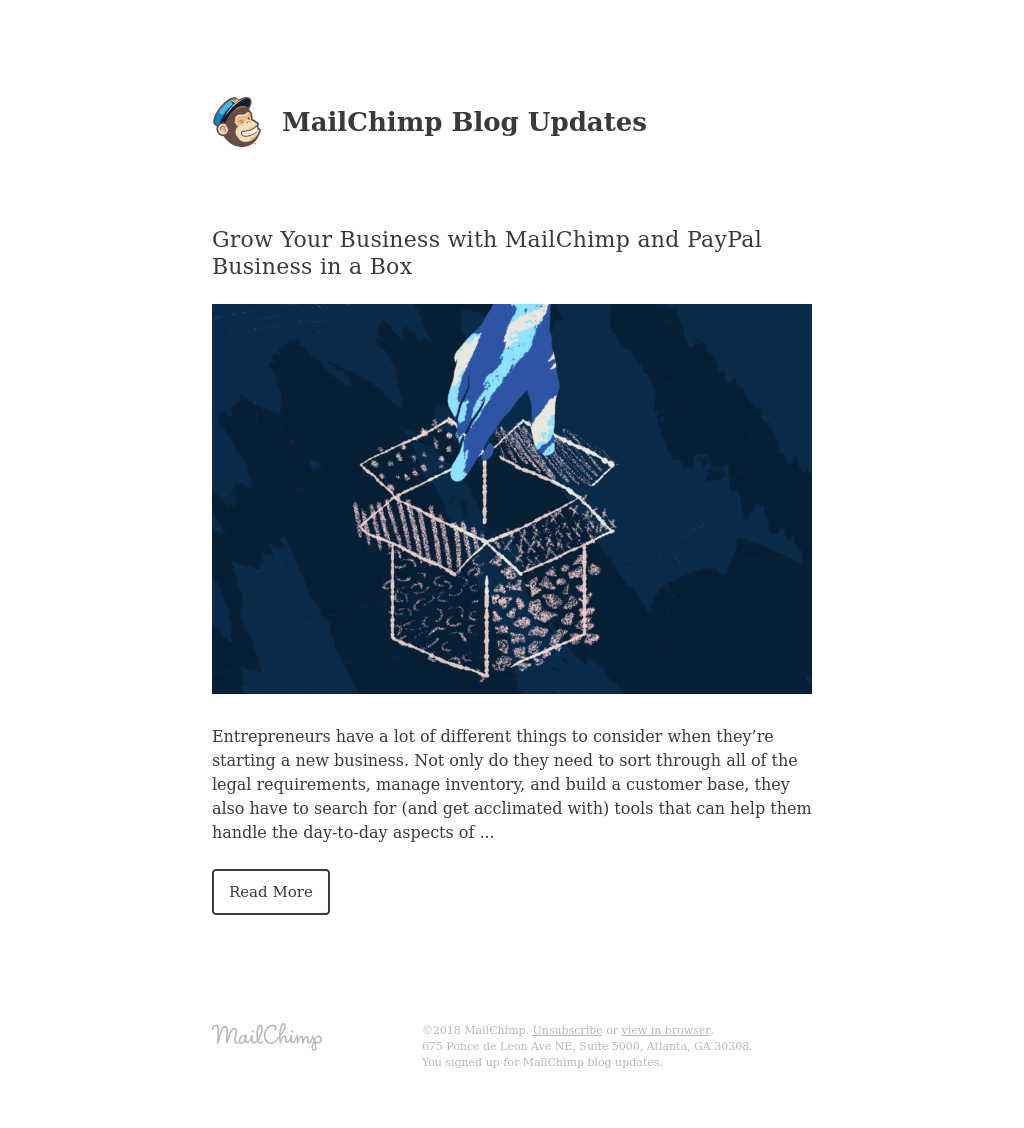 MailChimp Blog Updates
Grow Your Business with MailChimp and PayPal
Business in a Box
Entrepreneurs have a lot of different things to consider when they’re
starting a new business. Not only do they need to sort through all of the
legal requirements, manage inventory, and build a customer base, they
also have to search for (and get acclimated with) tools that can help them
handle the day-to-day aspects of ...
Read More
MailChimp
©2018 MailChimp. Unsubscribe or view in browser.
675 Ponce de Leon Ave NE, Suite 5000, Atlanta, GA 30308.
You signed up for MailChimp blog updates.